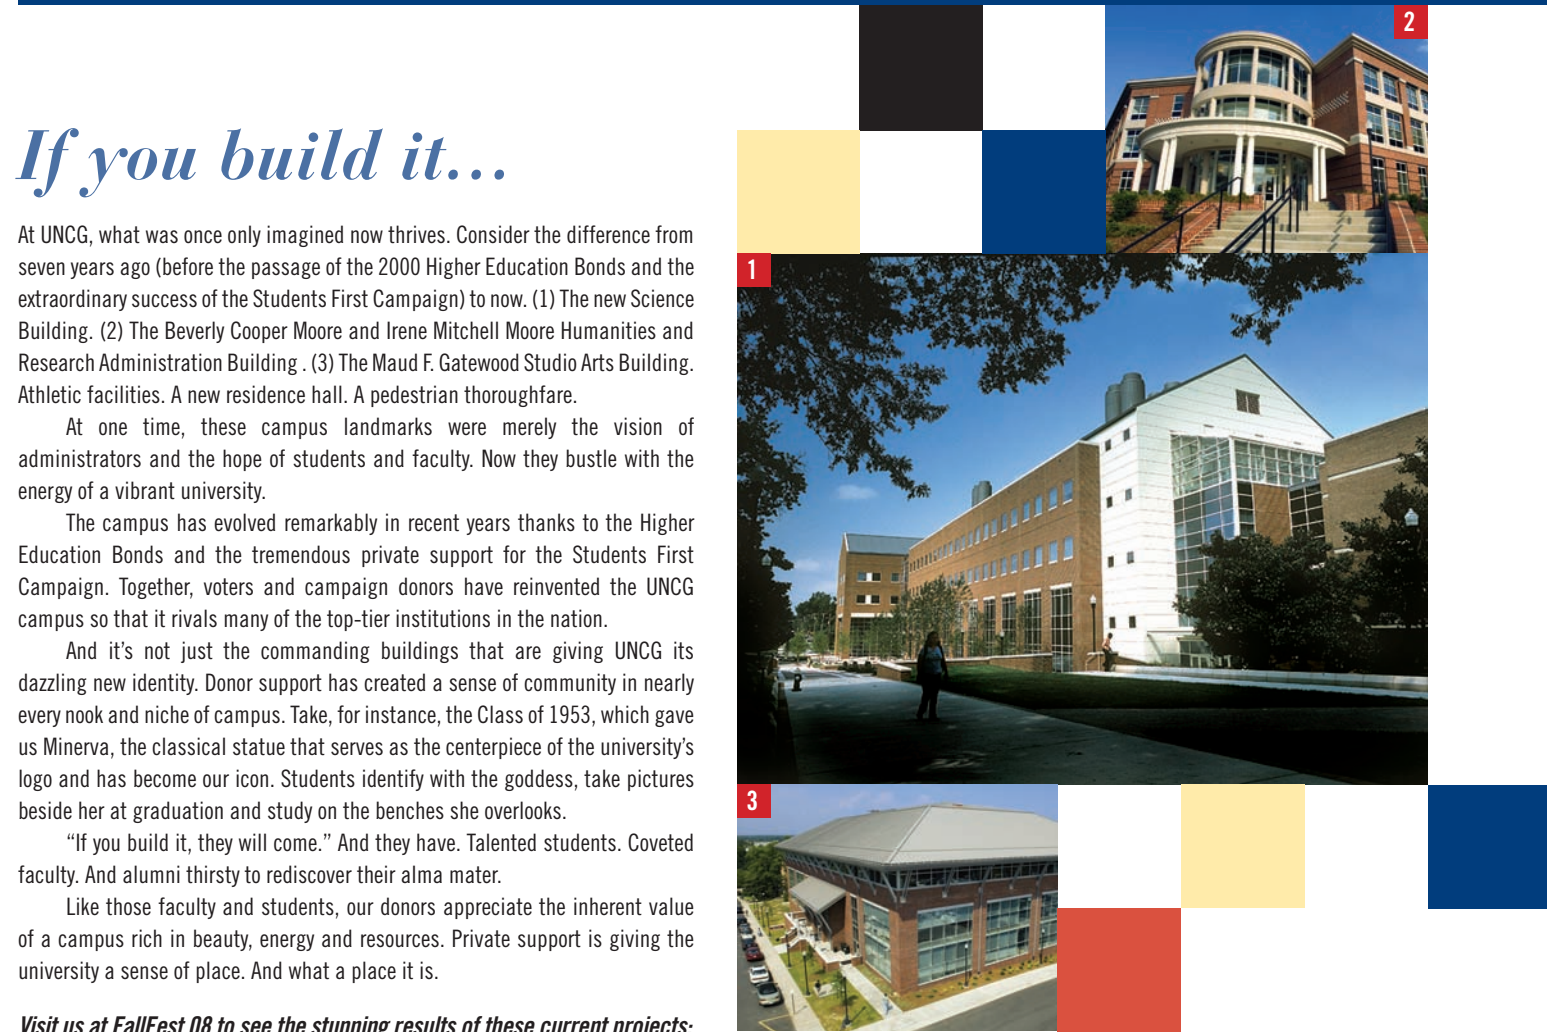 If you build it...
At UNCG, what was once only imagined now thrives. Consider the difference from
seven years ago (before the passage of the 2000 Higher Education Bonds and the
extraordinary success of the Students First Campaign) to now. (1) The new Science
Building. (2) The Beverly Cooper Moore and Irene Mitchell Moore Humanities and
Research Administration Building . (3) The Maud F. Gatewood Studio Arts Building.
Athletic facilities. A new residence hall. A pedestrian thoroughfare.
At one time, these campus landmarks were merely the vision of
administrators and the hope of students and faculty. Now they bustle with the
energy of a vibrant university.
The campus has evolved remarkably in recent years thanks to the Higher
Education Bonds and the tremendous private support for the Students First
Campaign. Together, voters and campaign donors have reinvented the UNCG
campus so that it rivals many of the top-tier institutions in the nation.
And it’s not just the commanding buildings that are giving UNCG its
dazzling new identity. Donor support has created a sense of community in nearly
every nook and niche of campus. Take, for instance, the Class of 1953, which gave
us Minerva, the classical statue that serves as the centerpiece of the university’s
logo and has become our icon. Students identify with the goddess, take pictures
beside her at graduation and study on the benches she overlooks.
“If you build it, they will come.” And they have. Talented students. Coveted
faculty. And alumni thirsty to rediscover their alma mater.
Like those faculty and students, our donors appreciate the inherent value
of a campus rich in beauty, energy and resources. Private support is giving the
university a sense of place. And what a place it is.
Visit us at FallFest 08 to see the stunning results of these current projects:
2
1
3